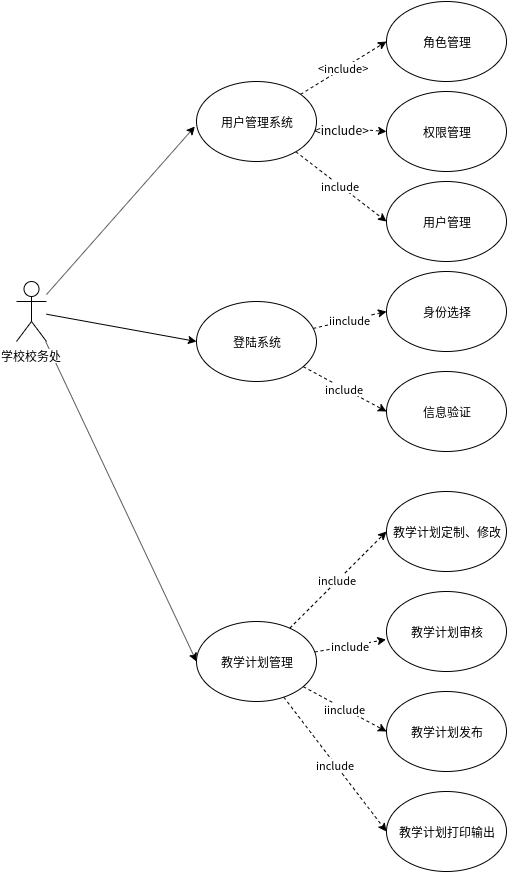 角色管理
<include>
用户管理系统
<include>
权限管理
include
用户管理
学校校务处
登陆系统
iinclude
身份选择
include
信息验证
教学计划定制、修改
include
教学计划审核
include
教学计划管理
iinclude
教学计划发布
include
教学计划打印输出